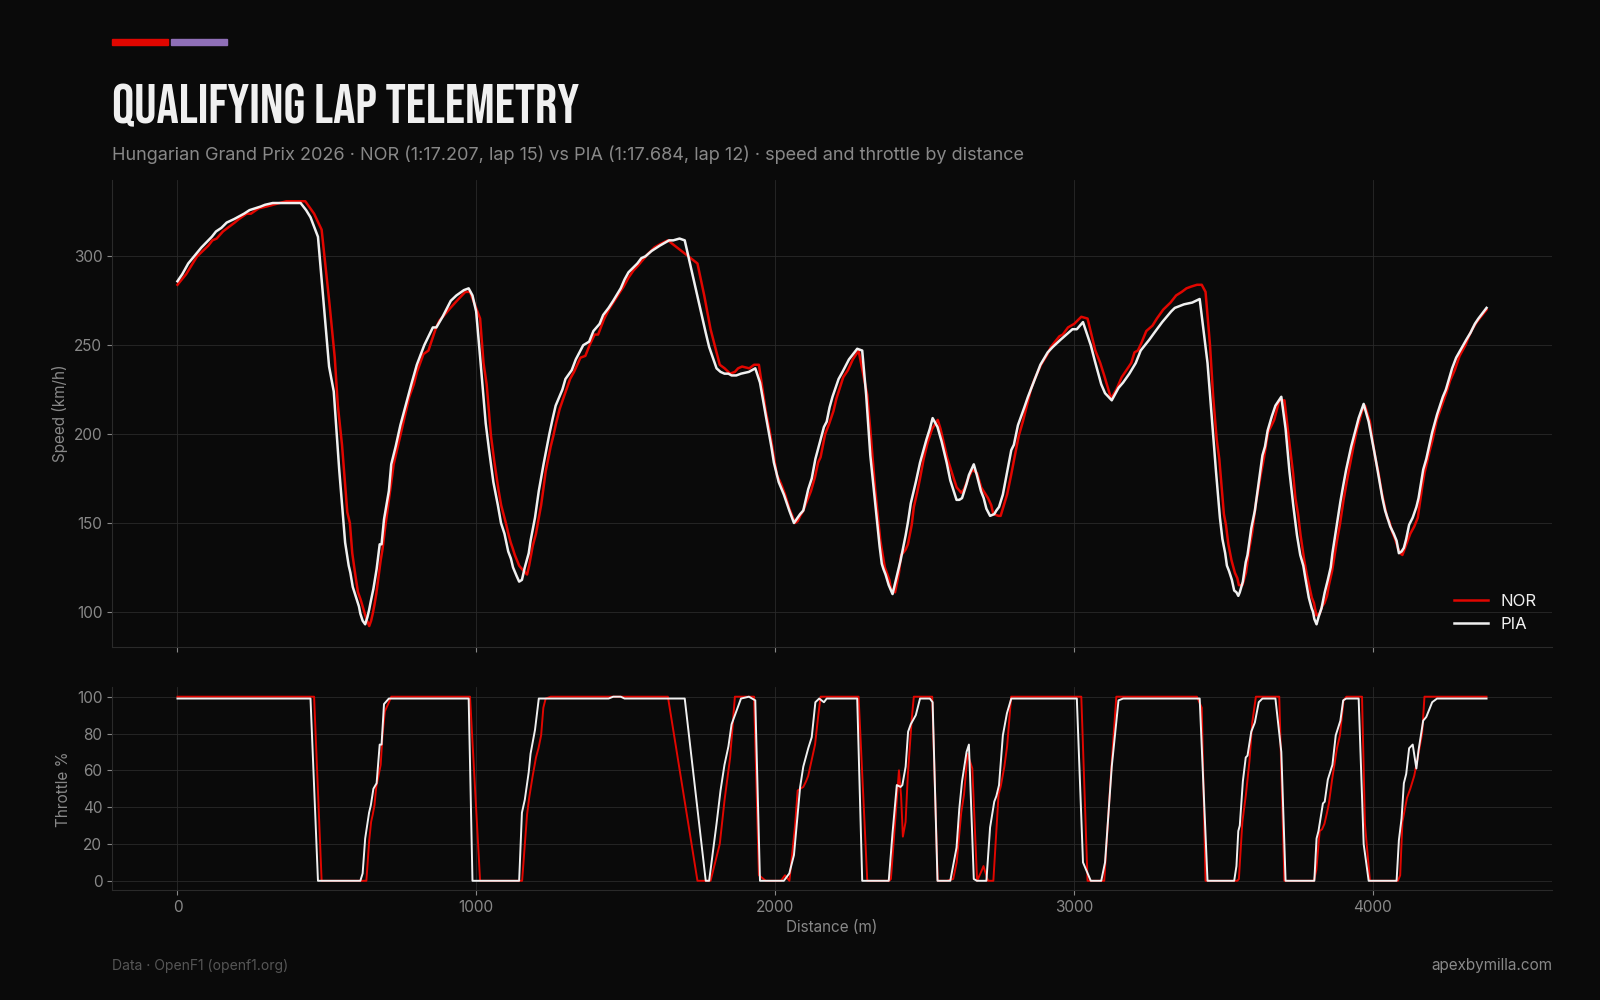 QUALIFYING LAP TELEMETRY
Hungarian Grand Prix 2026 · NOR (1:17.207, lap 15) vs PIA (1:17.684, lap 12) · speed and throttle by distance
Speed (km/h)
300
250
200
150
100
NOR
PIA
Throttle %
100
80
60
40
20
0
0 1000 2000 3000 4000
Distance (m)
Data · OpenF1 (openf1.org)
apexbymilla.com